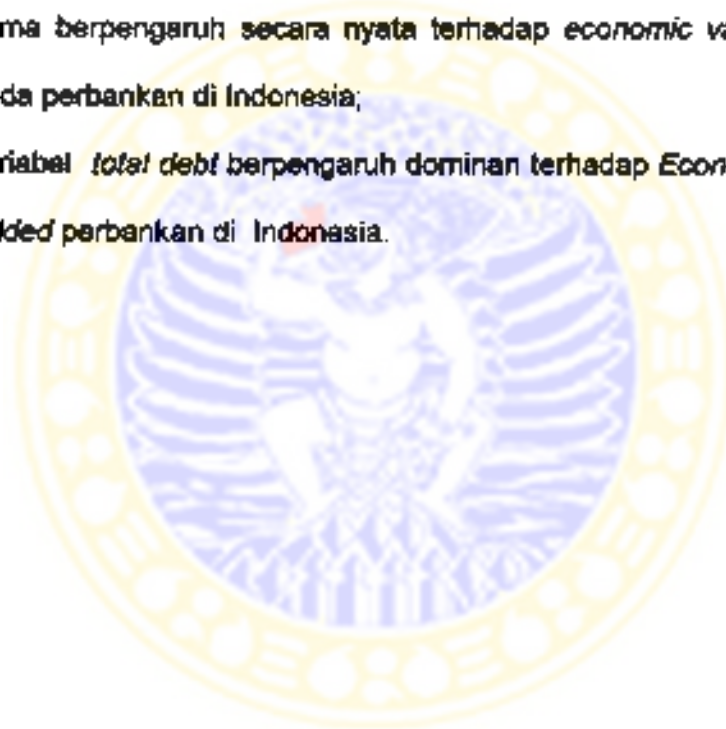 ma berpengaruh secara nyata terhadap economic va
da perbankan di Indonesia;
riabel total debt berpengaruh dominan terhadap Econ
dded perbankan di Indonesia.